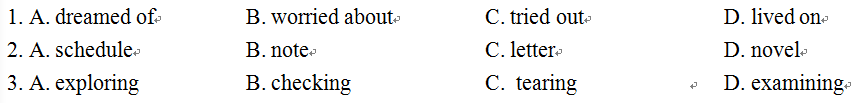 1. A. dreamed of B. worried about C. tried out D. lived on
2. A. schedule B. note C. letter D. novel
3. A. exploring B. checking C. tearing D. examining